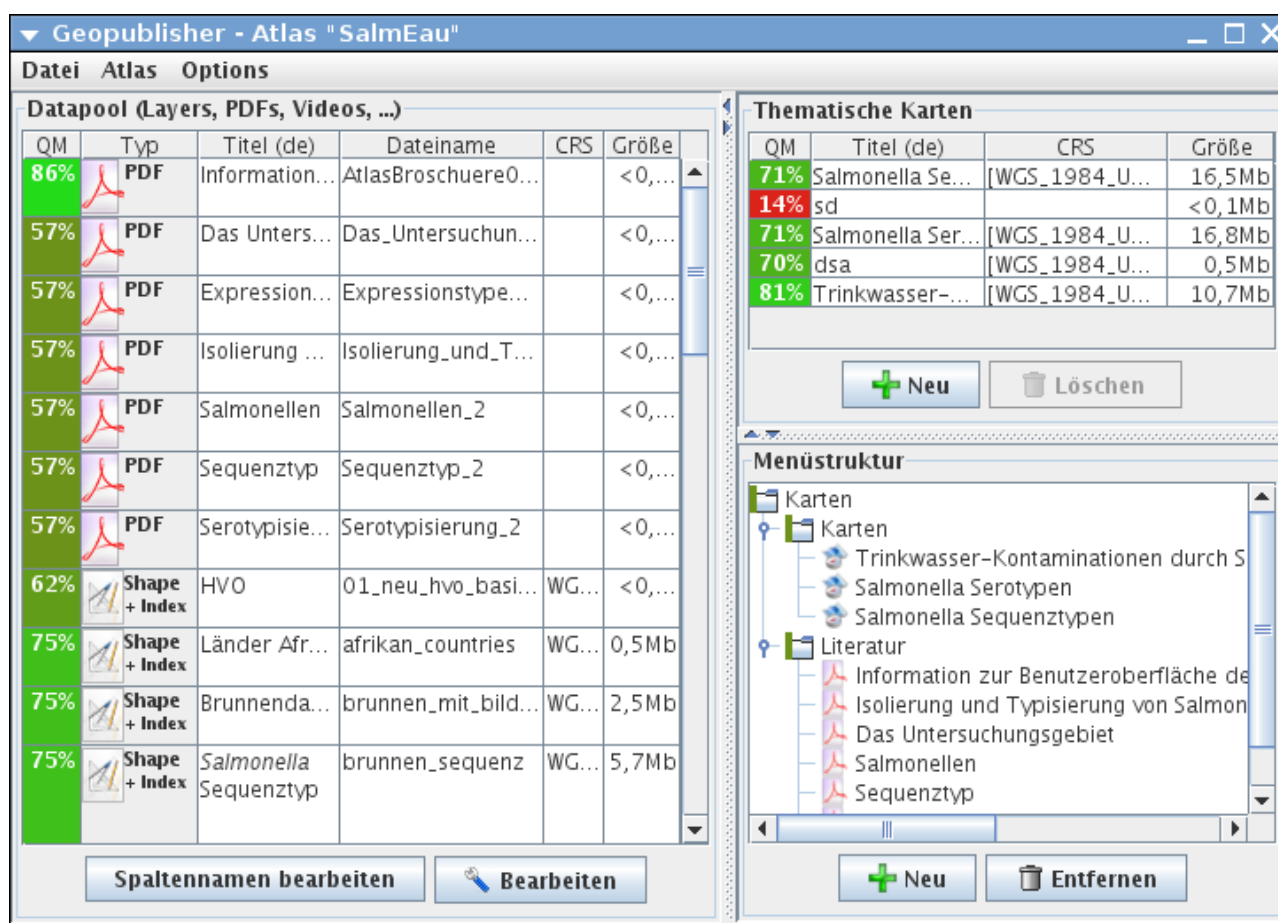 Geopublisher - Atlas "SalmEau"
Datei Atlas Options
Datapool (Layers, PDFs, Videos, ...)
QM Typ Titel (de) Dateiname CRS Größe
86% PDF Information... AtlasBroschuere0... <0,...
57% PDF Das Unters... Das_Untersuchun... <0,...
57% PDF Expression... Expressionstype... <0,...
57% PDF Isolierung ... Isolierung_und_T... <0,...
57% PDF Salmonellen Salmonellen_2 <0,...
57% PDF Sequenztyp Sequenztyp_2 <0,...
57% PDF Serotypisie... Serotypisierung_2 <0,...
62% Shape + Index HVO 01_neu_hvo_basi... WG... <0,...
75% Shape + Index Länder Afr... afrikan_countries WG... 0,5Mb
75% Shape + Index Brunnenda... brunnen_mit_bild... WG... 2,5Mb
75% Shape + Index Salmonella Sequenztyp brunnen_sequenz WG... 5,7Mb
Spaltennamen bearbeiten Bearbeiten
Thematische Karten
QM Titel (de) CRS Größe
71% Salmonella Se... [WGS_1984_U... 16,5Mb
14% sd <0,1Mb
71% Salmonella Ser... [WGS_1984_U... 16,8Mb
70% dsa [WGS_1984_U... 0,5Mb
81% Trinkwasser-... [WGS_1984_U... 10,7Mb
Neu Löschen
Menüstruktur
Karten
Karten
Trinkwasser-Kontaminationen durch S
Salmonella Serotypen
Salmonella Sequenztypen
Literatur
Information zur Benutzeroberfläche de
Isolierung und Typisierung von Salmon
Das Untersuchungsgebiet
Salmonellen
Sequenztyp
Neu Entfernen